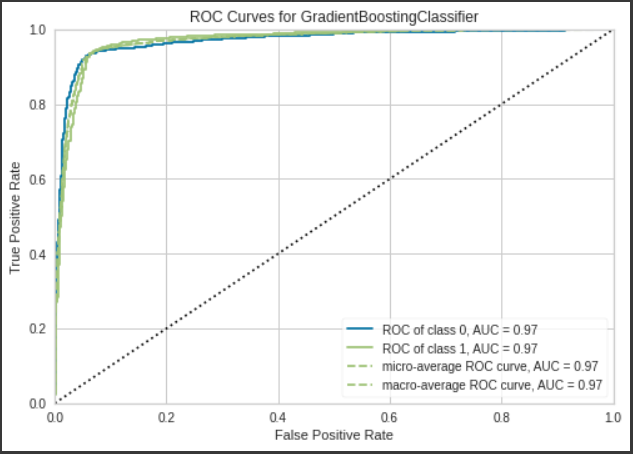 ROC Curves for GradientBoostingClassifier
1.0
0.8
0.6
0.4
0.2
0.0
True Positive Rate
ROC of class 0, AUC = 0.97
ROC of class 1, AUC = 0.97
micro-average ROC curve, AUC = 0.97
macro-average ROC curve, AUC = 0.97
0.0 0.2 0.4 0.6 0.8 1.0
False Positive Rate